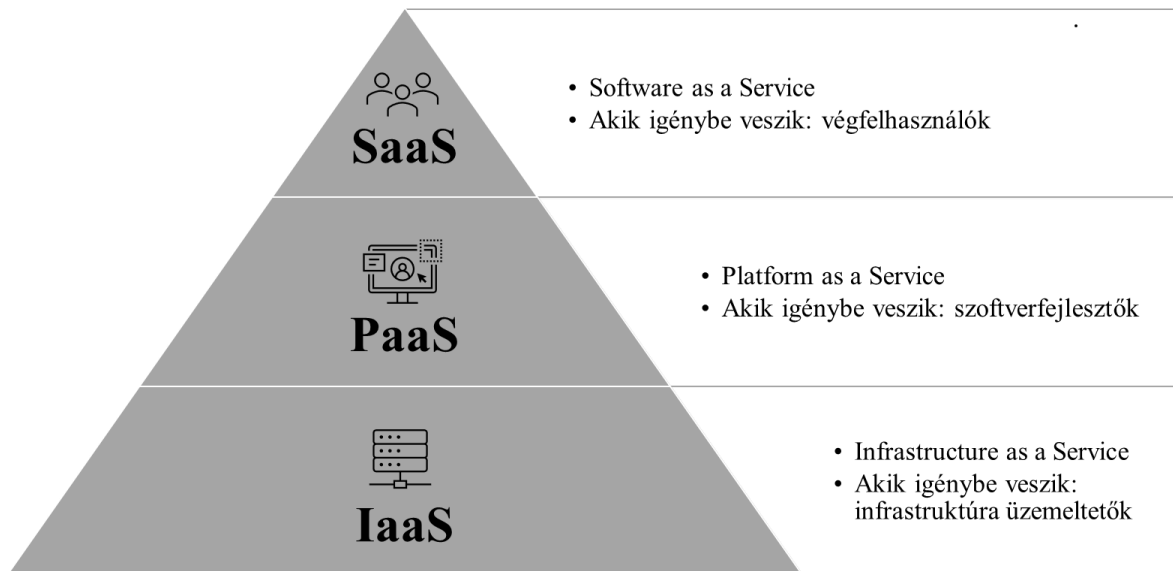 SaaS
• Software as a Service
• Akik igénybe veszik: végfelhasználók
PaaS
• Platform as a Service
• Akik igénybe veszik: szoftverfejlesztők
IaaS
• Infrastructure as a Service
• Akik igénybe veszik:
infrastruktúra üzemeltetők